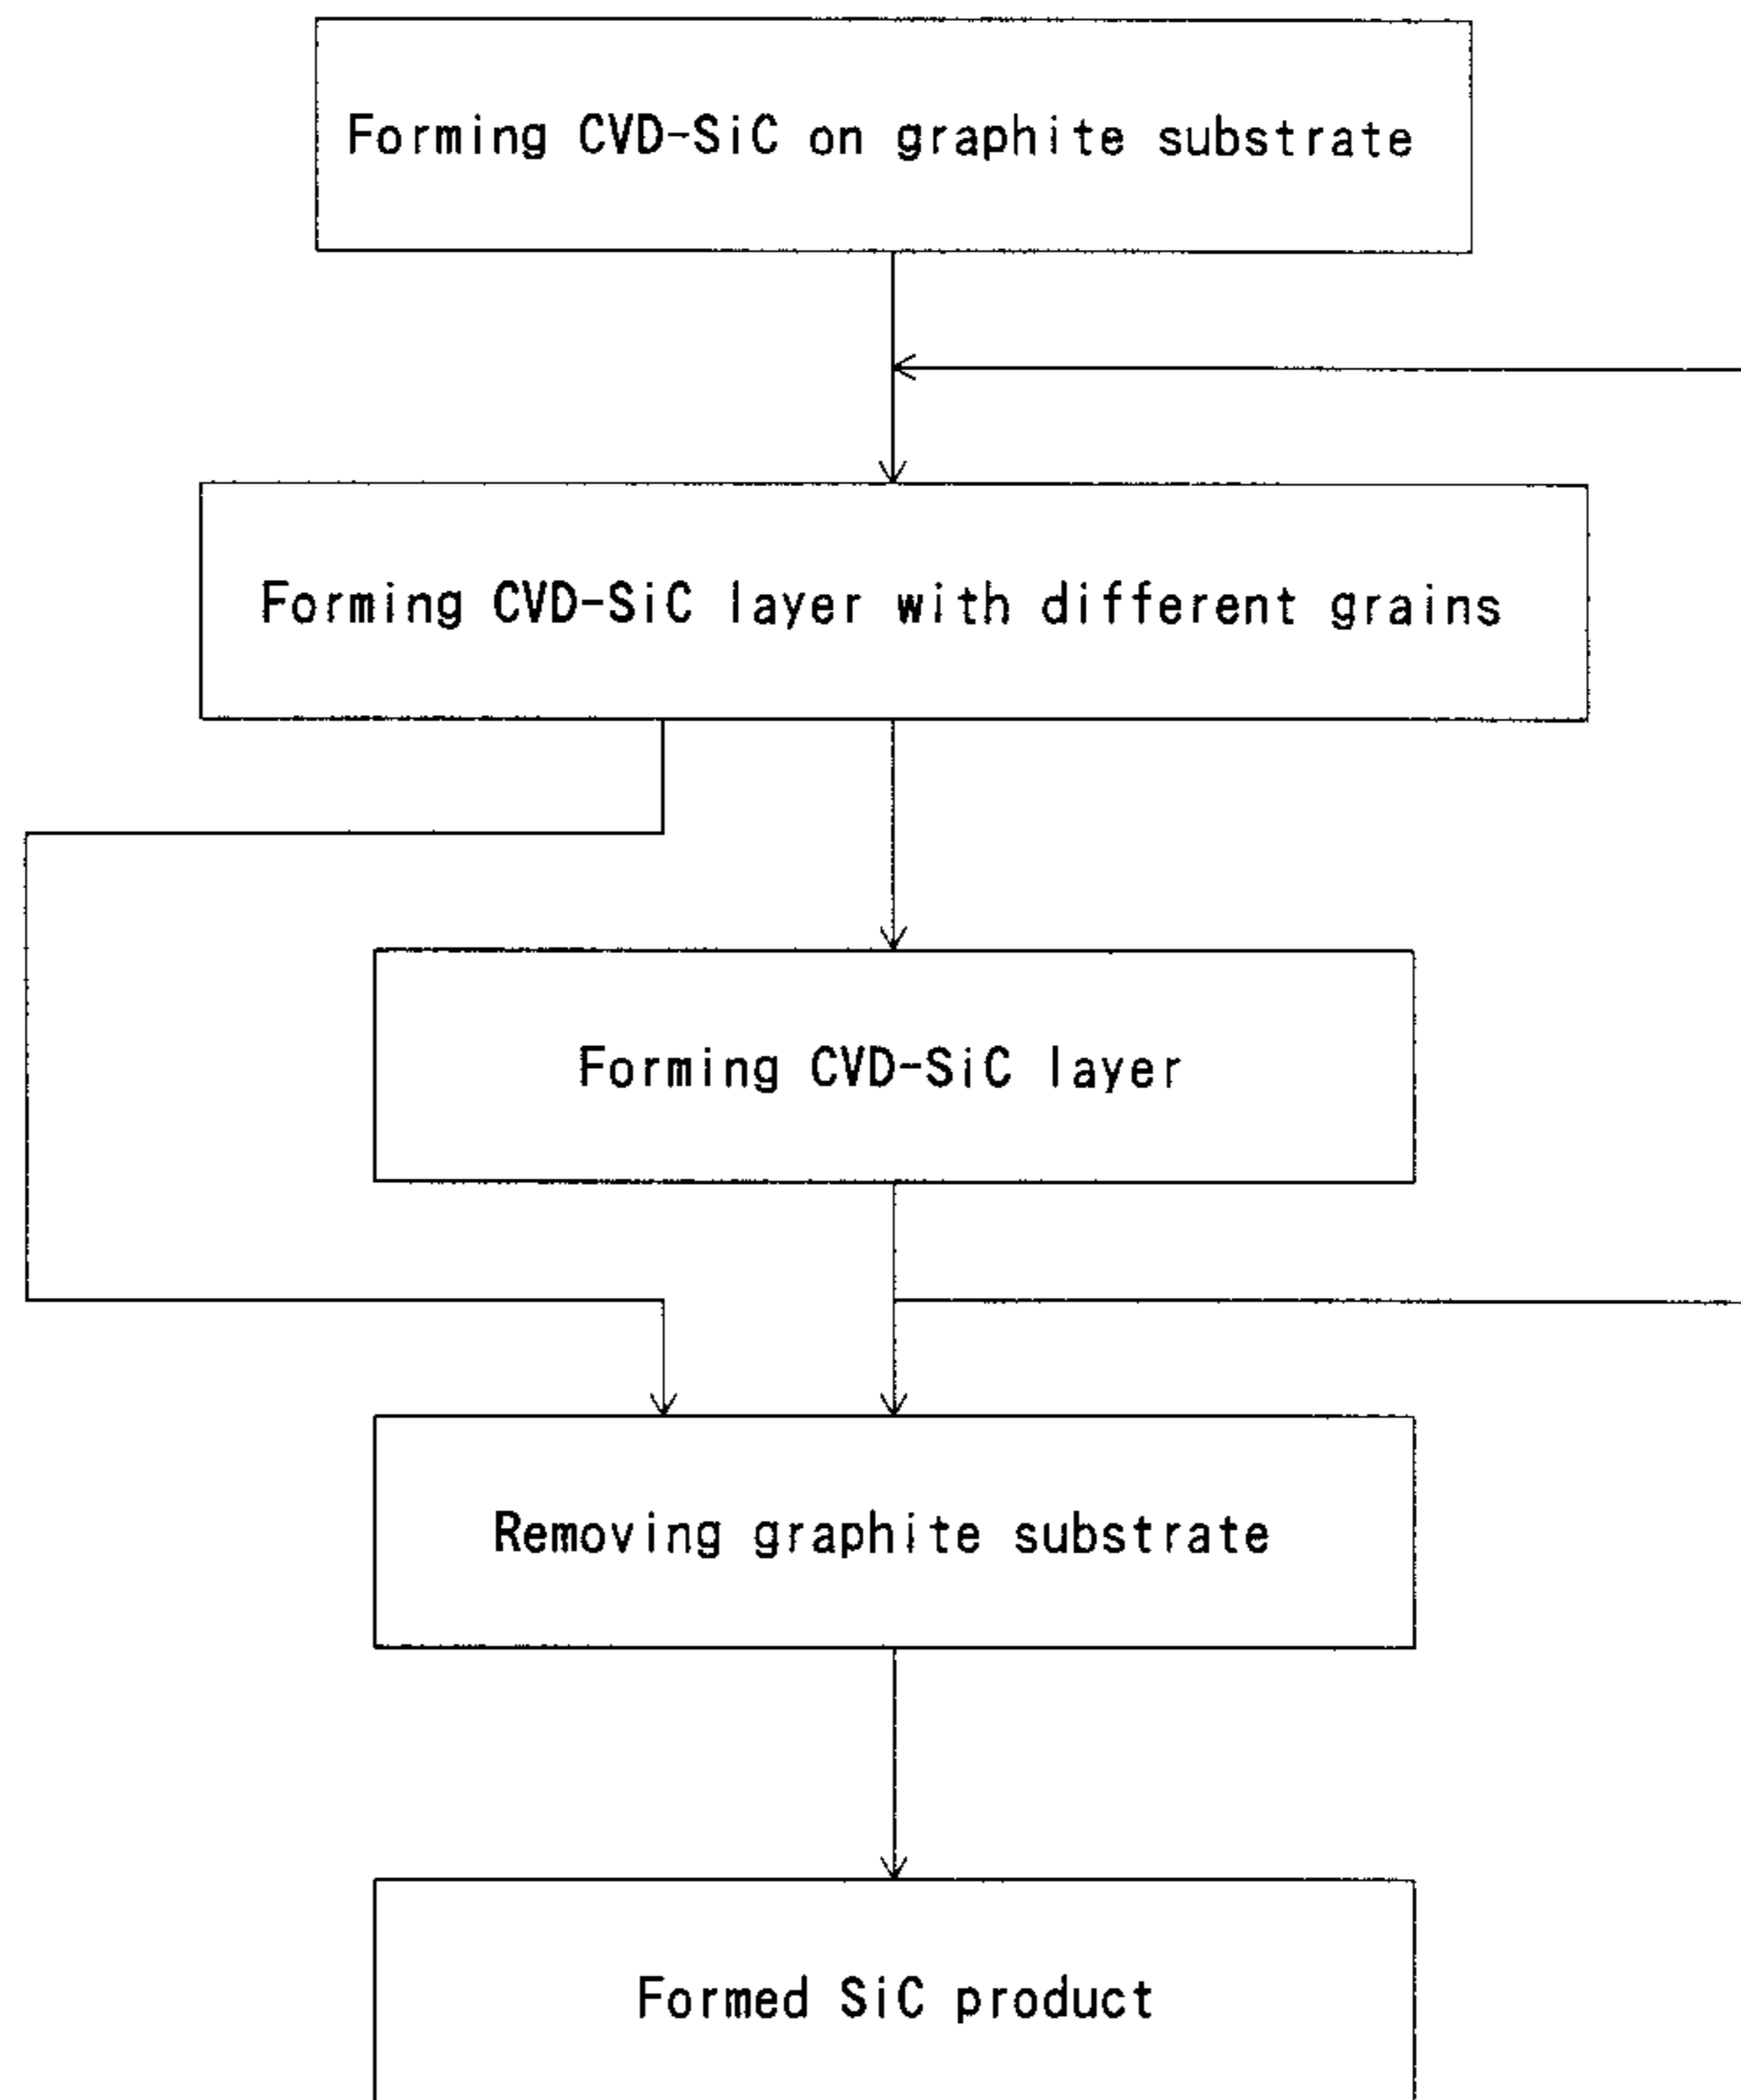 Forming CVD-SiC on graphite substrate
Forming CVD-SiC layer with different grains
Forming CVD-SiC layer
Removing graphite substrate
Formed SiC product